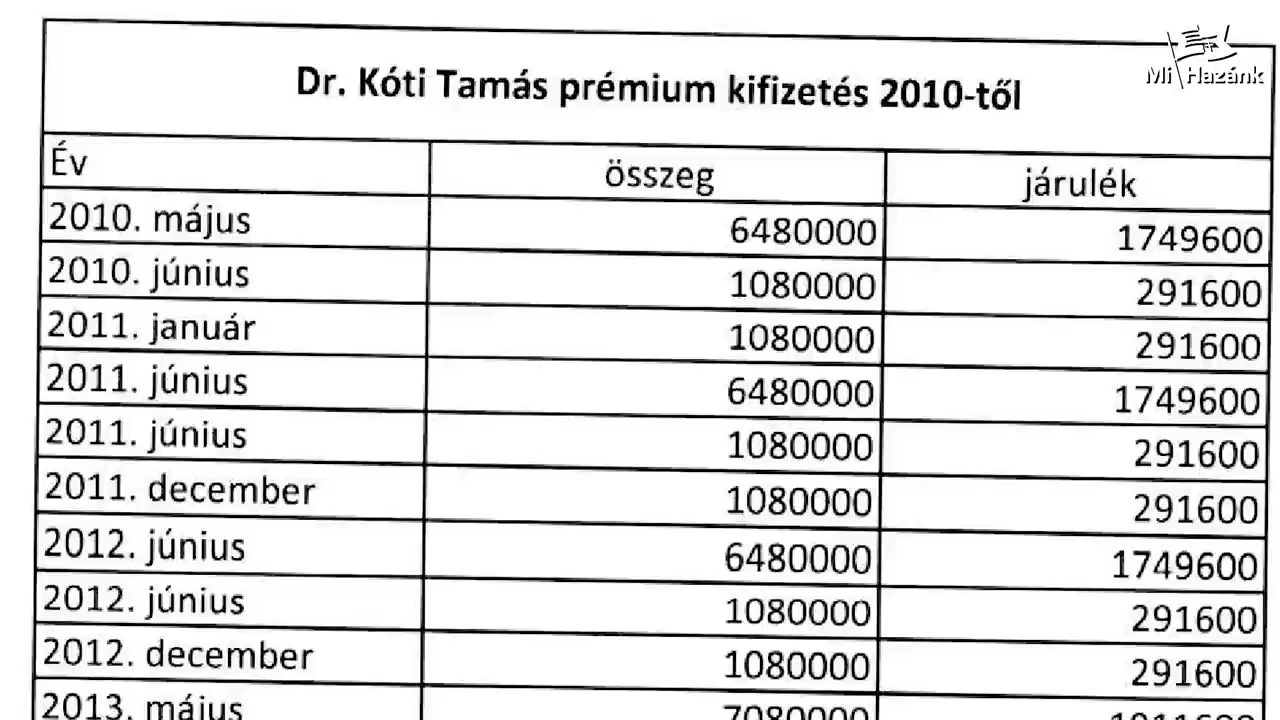 Mi Hazánk
Dr. Kóti Tamás prémium kifizetés 2010-től
Év összeg járulék
2010. május 6480000 1749600
2010. június 1080000 291600
2011. január 1080000 291600
2011. június 6480000 1749600
2011. június 1080000 291600
2011. december 1080000 291600
2012. június 6480000 1749600
2012. június 1080000 291600
2012. december 1080000 291600
2013. május 7080000